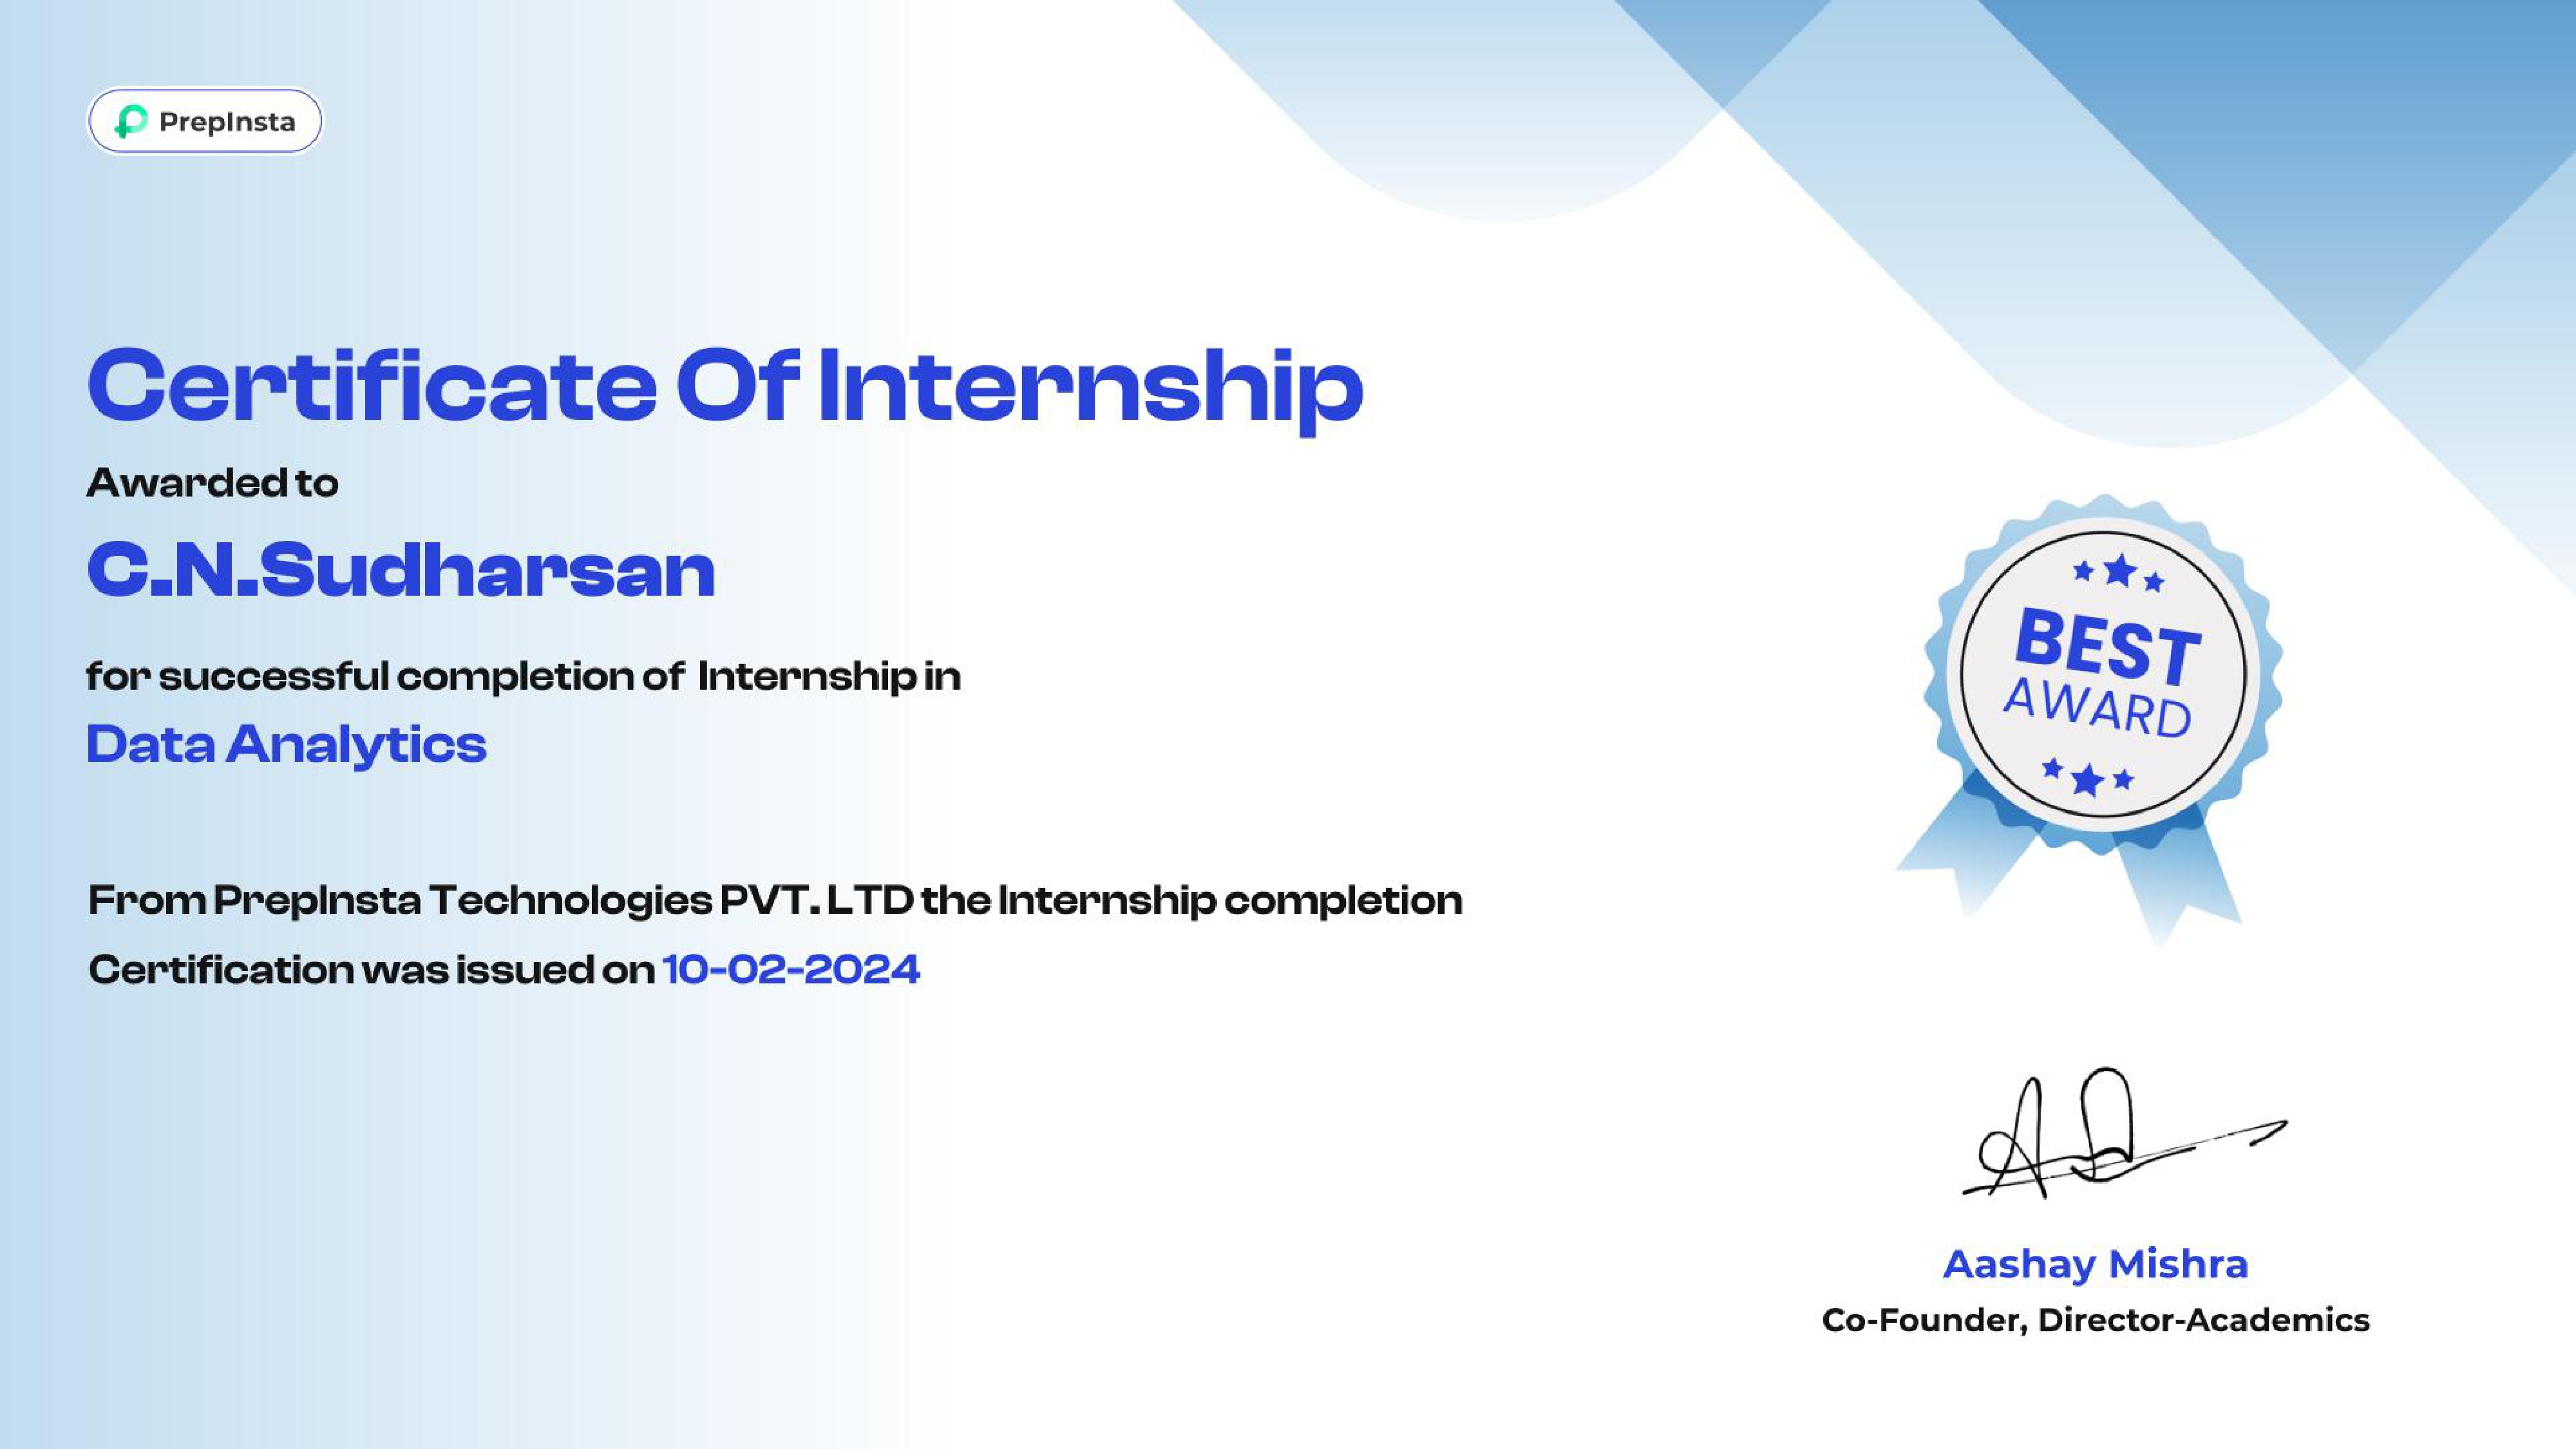 PrepInsta
Certificate Of Internship
Awarded to
C.N.Sudharsan
for successful completion of Internship in
Data Analytics
From PrepInsta Technologies PVT. LTD the Internship completion
Certification was issued on 10-02-2024
BEST
AWARD
Aashay Mishra
Co-Founder, Director-Academics